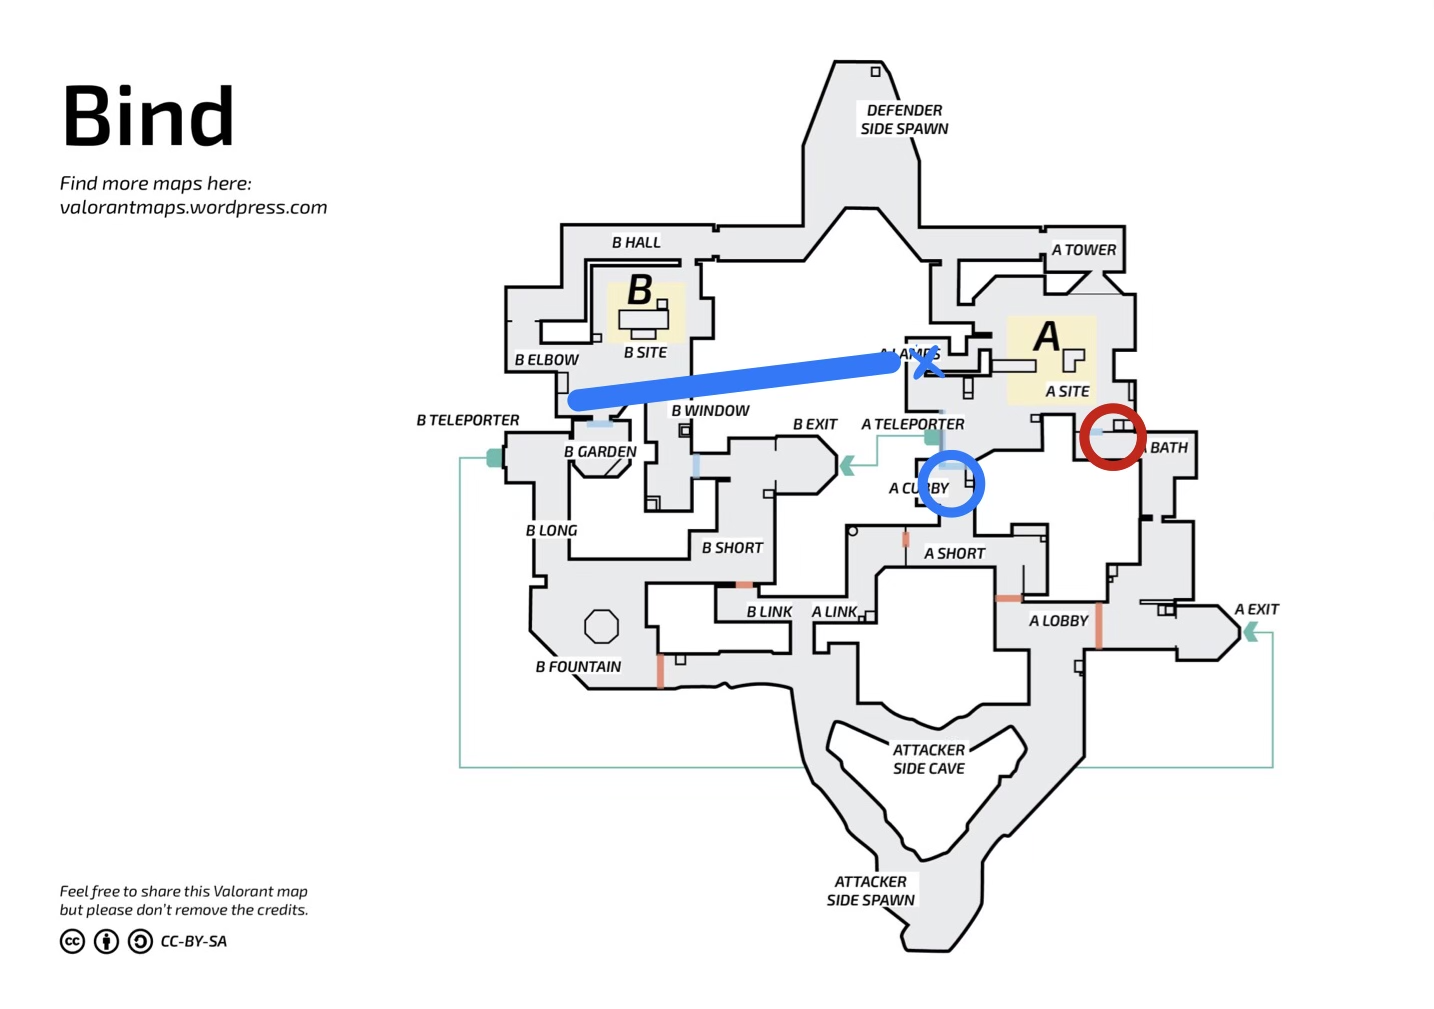 Bind
Find more maps here:
valorantmaps.wordpress.com
DEFENDER
SIDE SPAWN
B HALL
A TOWER
B
A
B SITE
B ELBOW
A LAMPS
A SITE
B WINDOW
B TELEPORTER
B EXIT
A TELEPORTER
B GARDEN
BATH
A CUBBY
B LONG
B SHORT
A SHORT
B LINK
A LINK
A LOBBY
A EXIT
B FOUNTAIN
ATTACKER
SIDE CAVE
ATTACKER
SIDE SPAWN
Feel free to share this Valorant map
but please don't remove the credits.
cc
CC-BY-SA